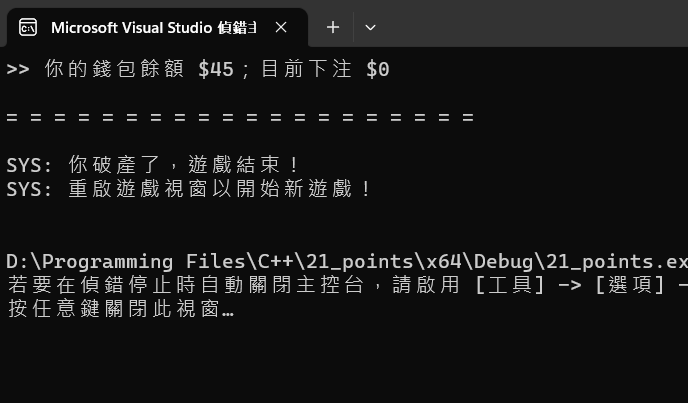 Microsoft Visual Studio 偵錯主
>> 你的錢包餘額 $45；目前下注 $0
= = = = = = = = = = = = = = = = = = = =
SYS: 你破產了，遊戲結束！
SYS: 重啟遊戲視窗以開始新遊戲！
D:\Programming Files\C++\21_points\x64\Debug\21_points.ex
若要在偵錯停止時自動關閉主控台，請啟用 [工具] -> [選項] -
按任意鍵關閉此視窗…